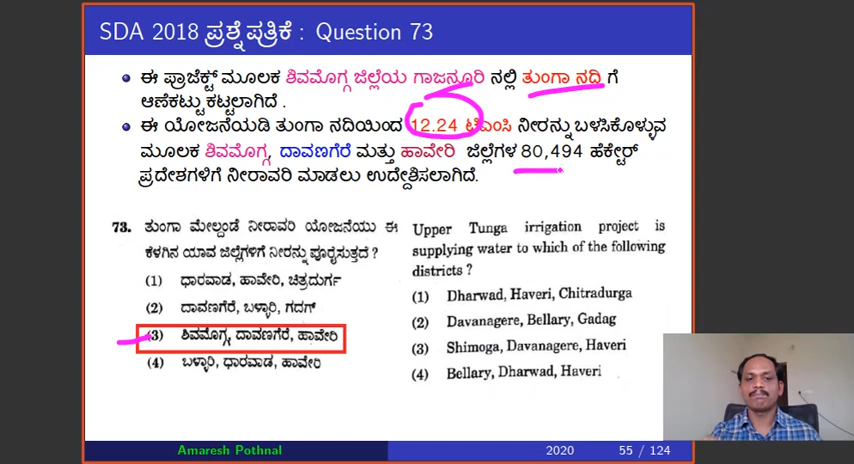 SDA 2018 ಪ್ರಶ್ನೆಪತ್ರಿಕೆ : Question 73
ಈ ಪ್ರಾಜೆಕ್ಟ್ ಮೂಲಕ ಶಿವಮೊಗ್ಗ ಜಿಲ್ಲೆಯ ಗಾಜನೂರಿ ನಲ್ಲಿ ತುಂಗಾ ನದಿ ಗೆ
ಆಣೆಕಟ್ಟು ಕಟ್ಟಲಾಗಿದೆ .
ಈ ಯೋಜನೆಯಡಿ ತುಂಗಾ ನದಿಯಿಂದ 12.24 ಟಿಎಂಸಿ ನೀರನ್ನು ಬಳಸಿಕೊಳ್ಳುವ
ಮೂಲಕ ಶಿವಮೊಗ್ಗ, ದಾವಣಗೆರೆ ಮತ್ತು ಹಾವೇರಿ ಜಿಲ್ಲೆಗಳ 80,494 ಹೆಕ್ಟೇರ್
ಪ್ರದೇಶಗಳಿಗೆ ನೀರಾವರಿ ಮಾಡಲು ಉದ್ದೇಶಿಸಲಾಗಿದೆ.
73. ತುಂಗಾ ಮೇಲ್ದಂಡೆ ನೀರಾವರಿ ಯೋಜನೆಯು ಈ
ಕೆಳಗಿನ ಯಾವ ಜಿಲ್ಲೆಗಳಿಗೆ ನೀರನ್ನು ಪೂರೈಸುತ್ತದೆ ?
(1) ಧಾರವಾಡ, ಹಾವೇರಿ, ಚಿತ್ರದುರ್ಗ
(2) ದಾವಣಗೆರೆ, ಬಳ್ಳಾರಿ, ಗದಗ್
(3) ಶಿವಮೊಗ್ಗ, ದಾವಣಗೆರೆ, ಹಾವೇರಿ
(4) ಬಳ್ಳಾರಿ, ಧಾರವಾಡ, ಹಾವೇರಿ
Upper Tunga irrigation project is
supplying water to which of the following
districts ?
(1) Dharwad, Haveri, Chitradurga
(2) Davanagere, Bellary, Gadag
(3) Shimoga, Davanagere, Haveri
(4) Bellary, Dharwad, Haveri
Amaresh Pothnal 2020 55 / 124